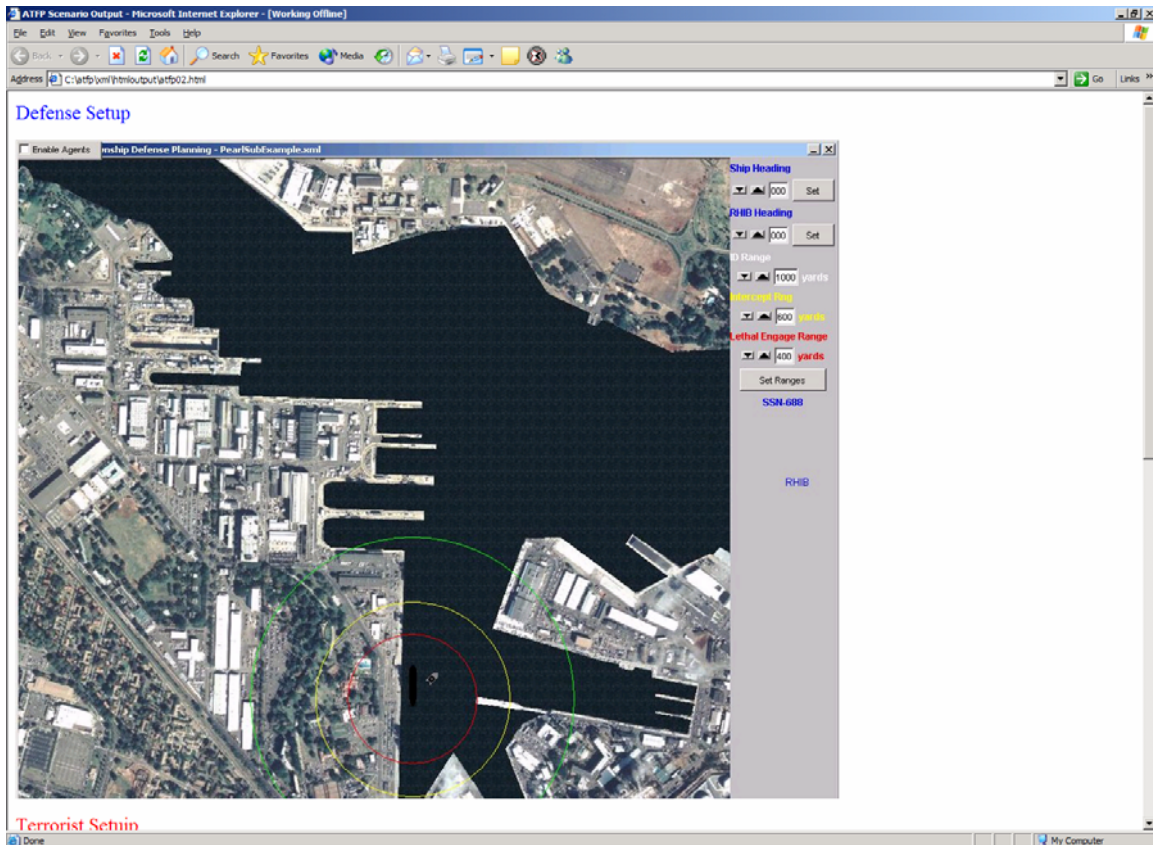 ATFP Scenario Output - Microsoft Internet Explorer - [Working Offline]
File Edit View Favorites Tools Help
Back Search Favorites Media
Address C:\atfp\xml\htmloutput\atfp02.html Go Links »
Defense Setup
Enable Agents onship Defense Planning - PearlSubExample.xml
Ship Heading
000 Set
RHIB Heading
000 Set
ID Range
1000 yards
Intercept Rng
600 yards
Lethal Engage Range
400 yards
Set Ranges
SSN-688
RHIB
Terrorist Setuip
Done My Computer